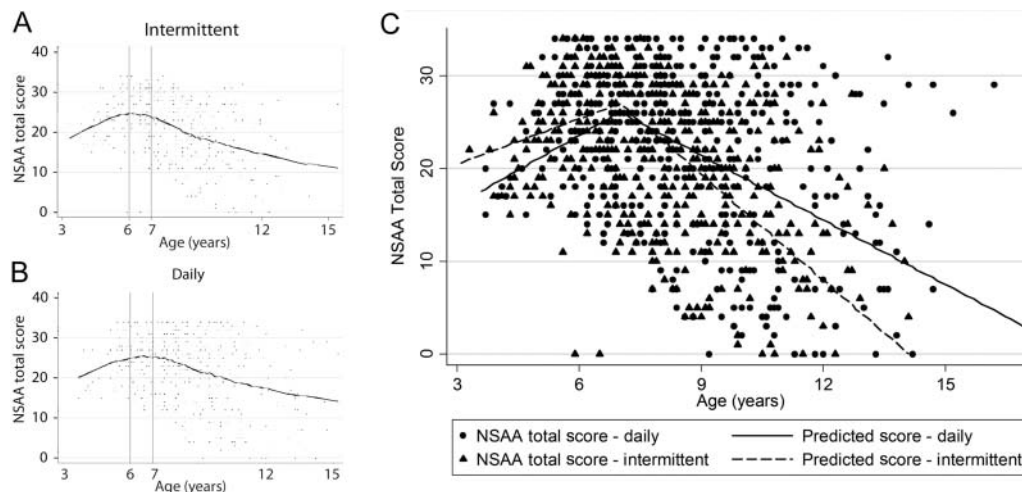 A
Intermittent
40
30
20
10
0
NSAA total score
3 6 7 12 15
Age (years)
B
Daily
40
30
20
10
0
NSAA total score
3 6 7 12 15
Age (years)
C
30
20
10
0
NSAA Total Score
3 6 9 12 15
Age (years)
NSAA total score - daily Predicted score - daily
NSAA total score - intermittent Predicted score - intermittent